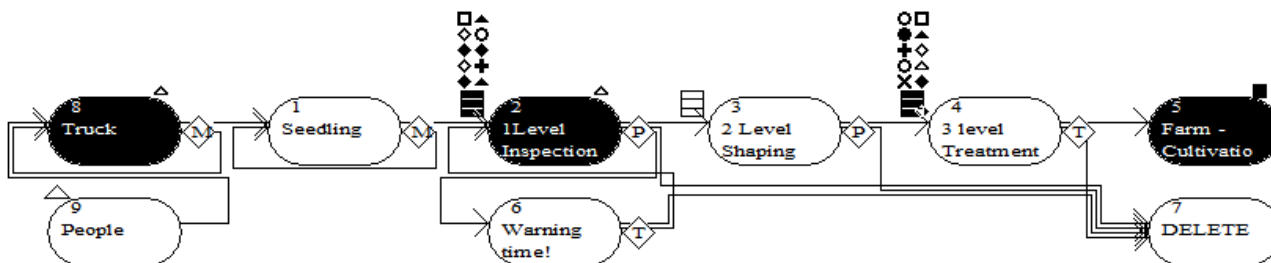 8
Truck
M
1
Seedling
M
2
1Level
Inspection
P
3
2 Level
Shaping
P
4
3 level
Treatment
T
5
Farm -
Cultivatio
9
People
6
Warning
time!
T
7
DELETE